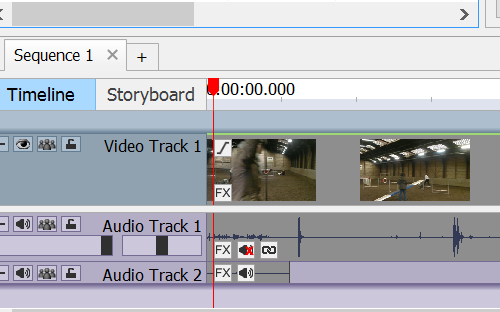 Sequence 1
Timeline
Storyboard
0:00:00.000
Video Track 1
FX
Audio Track 1
FX
Audio Track 2
FX